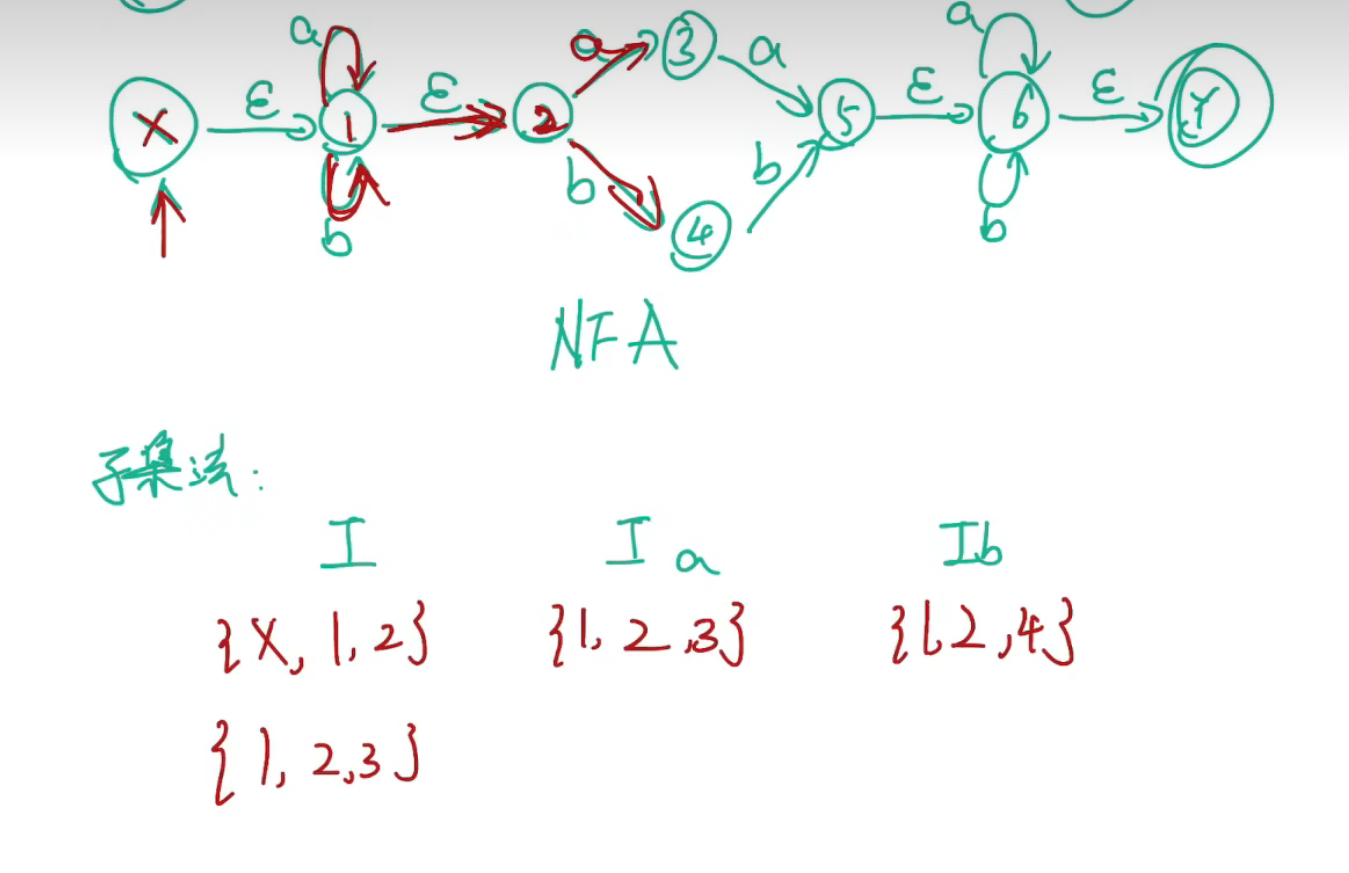 a a 3 a a
X ε 1 ε 2 5 ε 6 ε Y
b b b 4 b
NFA
子集法:
I Ia Ib
{X, 1, 2} {1, 2, 3} {1, 2, 4}
{1, 2, 3}